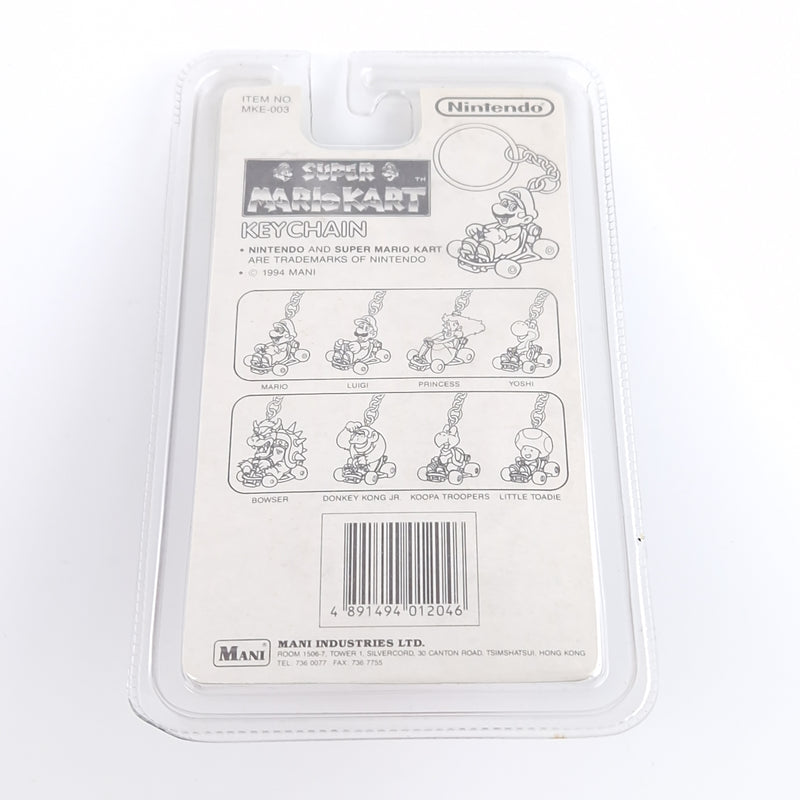 ITEM NO.
MKE-003
Nintendo®
SUPER
MARIO KART™
KEYCHAIN
• NINTENDO AND SUPER MARIO KART
ARE TRADEMARKS OF NINTENDO
• © 1994 MANI
MARIO LUIGI PRINCESS YOSHI
BOWSER DONKEY KONG JR. KOOPA TROOPERS LITTLE TOADIE
4 891494 012046
MANI®
MANI INDUSTRIES LTD.
ROOM 1506-7, TOWER 1, SILVERCORD, 30 CANTON ROAD, TSIMSHATSUI, HONG KONG
TEL: 736 0077 FAX: 736 7755